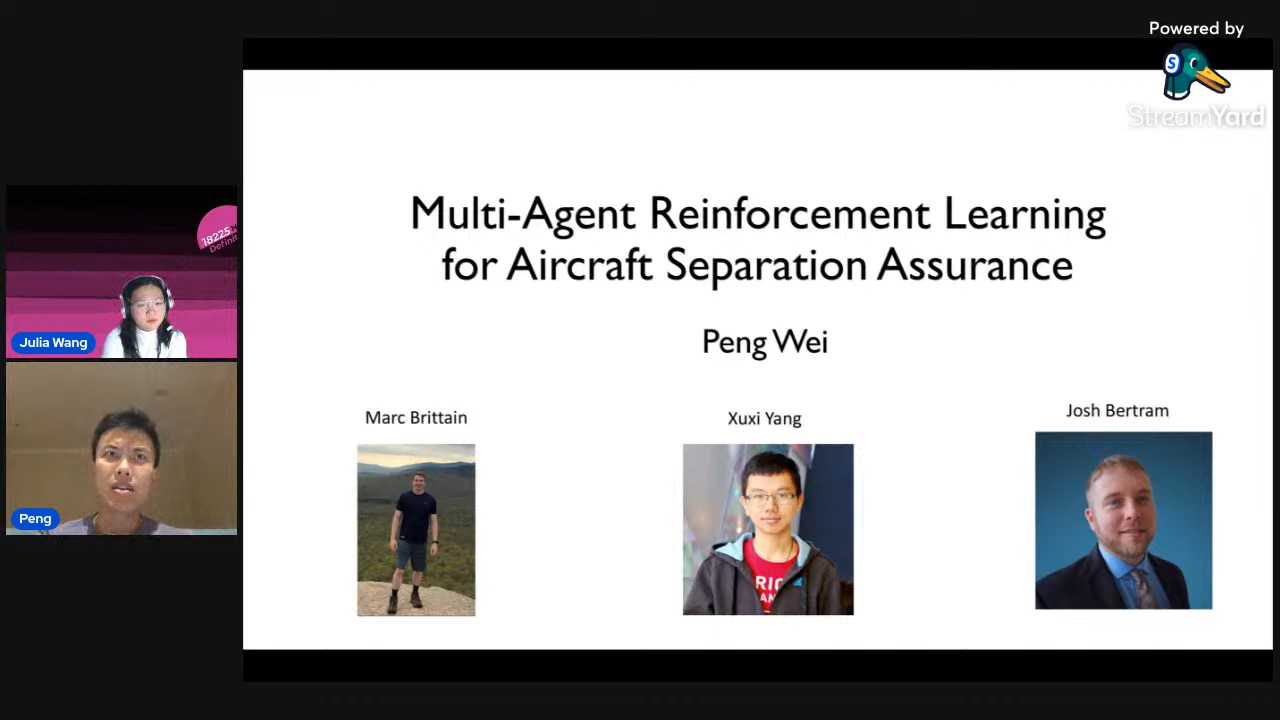 Powered by
StreamYard
Multi-Agent Reinforcement Learning
for Aircraft Separation Assurance
Peng Wei
Marc Brittain
Xuxi Yang
Josh Bertram
18225
Julia Wang
Peng